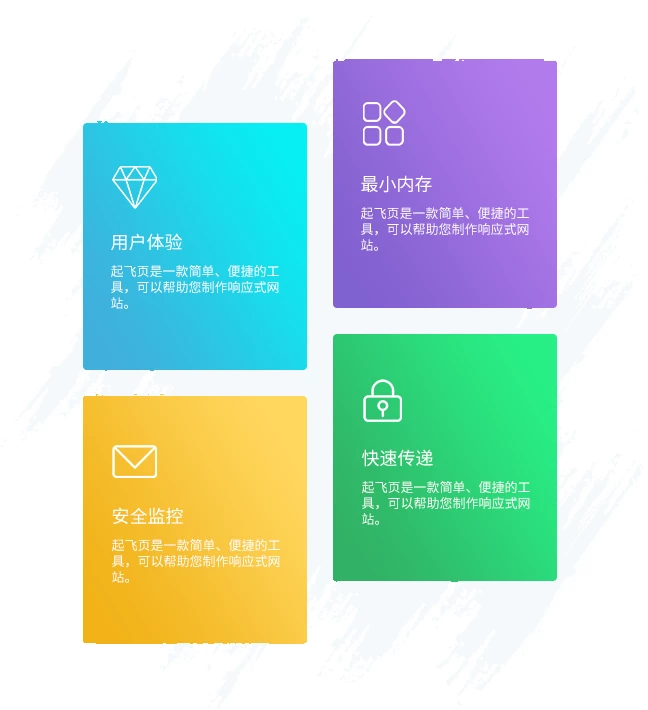 用户体验
起飞页是一款简单、便捷的工
具，可以帮助您制作响应式网
站。
最小内存
起飞页是一款简单、便捷的工
具，可以帮助您制作响应式网
站。
安全监控
起飞页是一款简单、便捷的工
具，可以帮助您制作响应式网
站。
快速传递
起飞页是一款简单、便捷的工
具，可以帮助您制作响应式网
站。